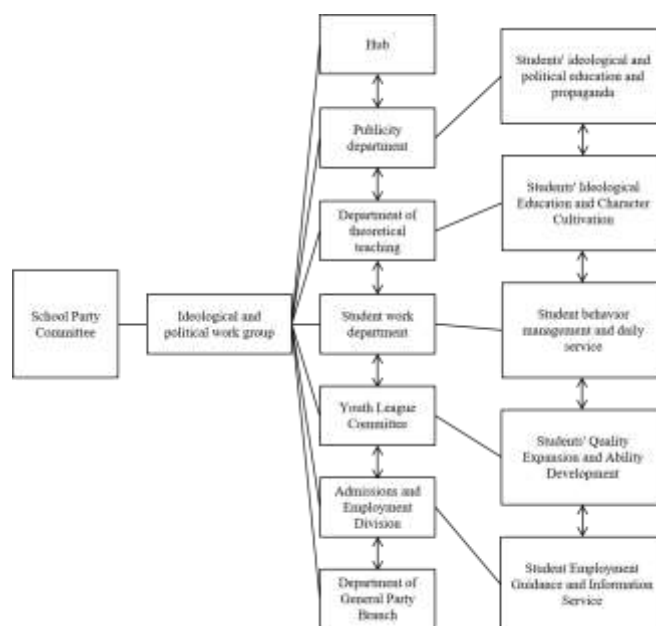 School Party
Committee
Ideological and
political work group
Hub
Publicity
department
Department of
theoretical
teaching
Student work
department
Youth League
Committee
Admissions and
Employment
Division
Department of
General Party
Branch
Students' ideological and
political education and
propaganda
Students' Ideological
Education and Character
Cultivation
Student behavior
management and daily
service
Students' Quality
Expansion and Ability
Development
Student Employment
Guidance and Information
Service